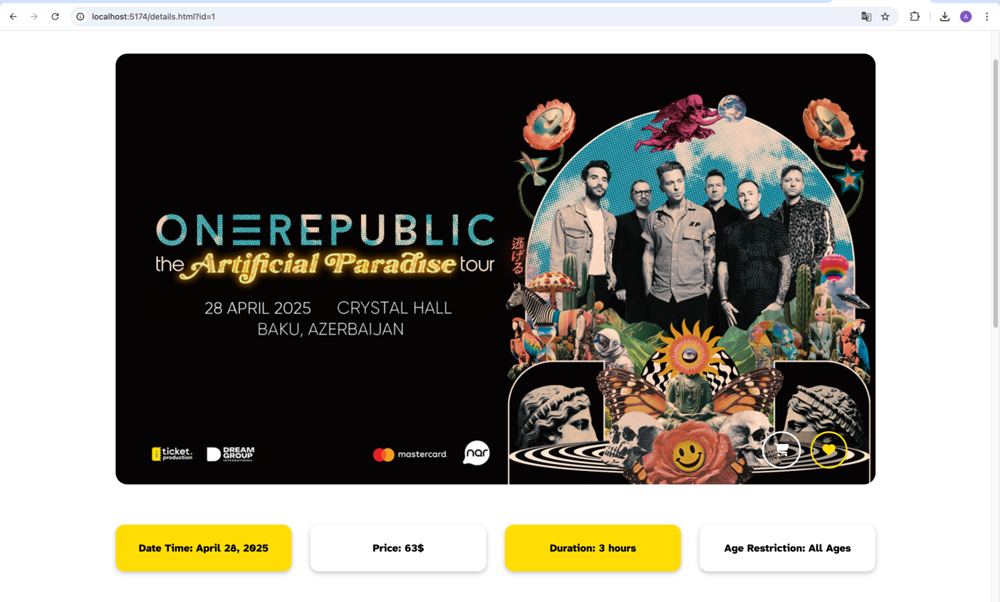 localhost:5174/details.html?id=1
A
ONEREPUBLIC
the Artificial Paradise tour
28 APRIL 2025 CRYSTAL HALL
BAKU, AZERBAIJAN
逃げる
iticket.
production
DREAM
GROUP
INTERNATIONAL
mastercard.
nar
Date Time: April 28, 2025
Price: 63$
Duration: 3 hours
Age Restriction: All Ages